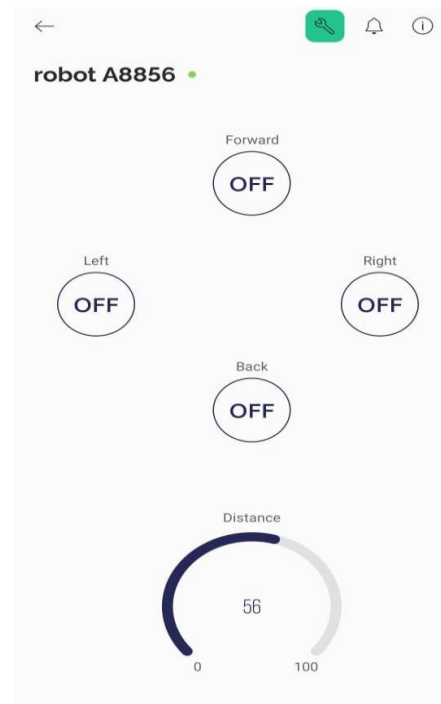 robot A8856
Forward
OFF
Left
Right
OFF
OFF
Back
OFF
Distance
56
0
100